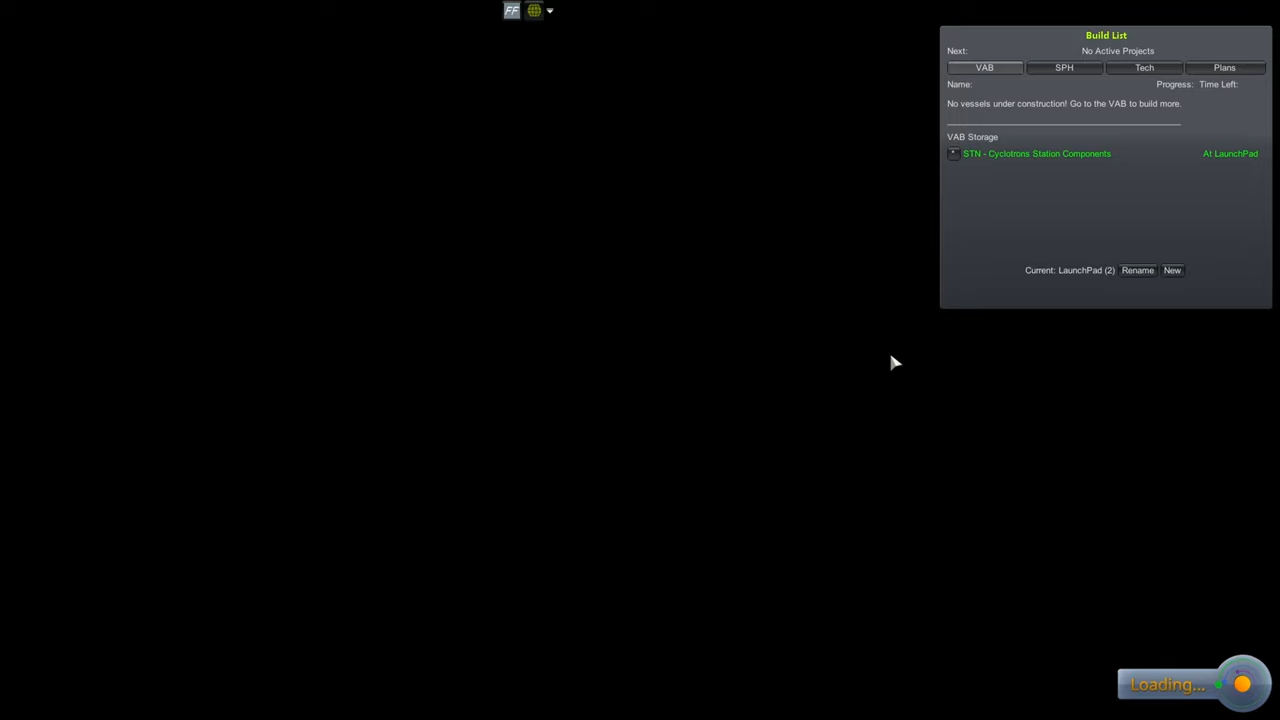 FF
Build List
Next: No Active Projects
VAB SPH Tech Plans
Name: Progress: Time Left:
No vessels under construction! Go to the VAB to build more.
VAB Storage
* STN - Cyclotrons Station Components At LaunchPad
Current: LaunchPad (2) Rename New
Loading...